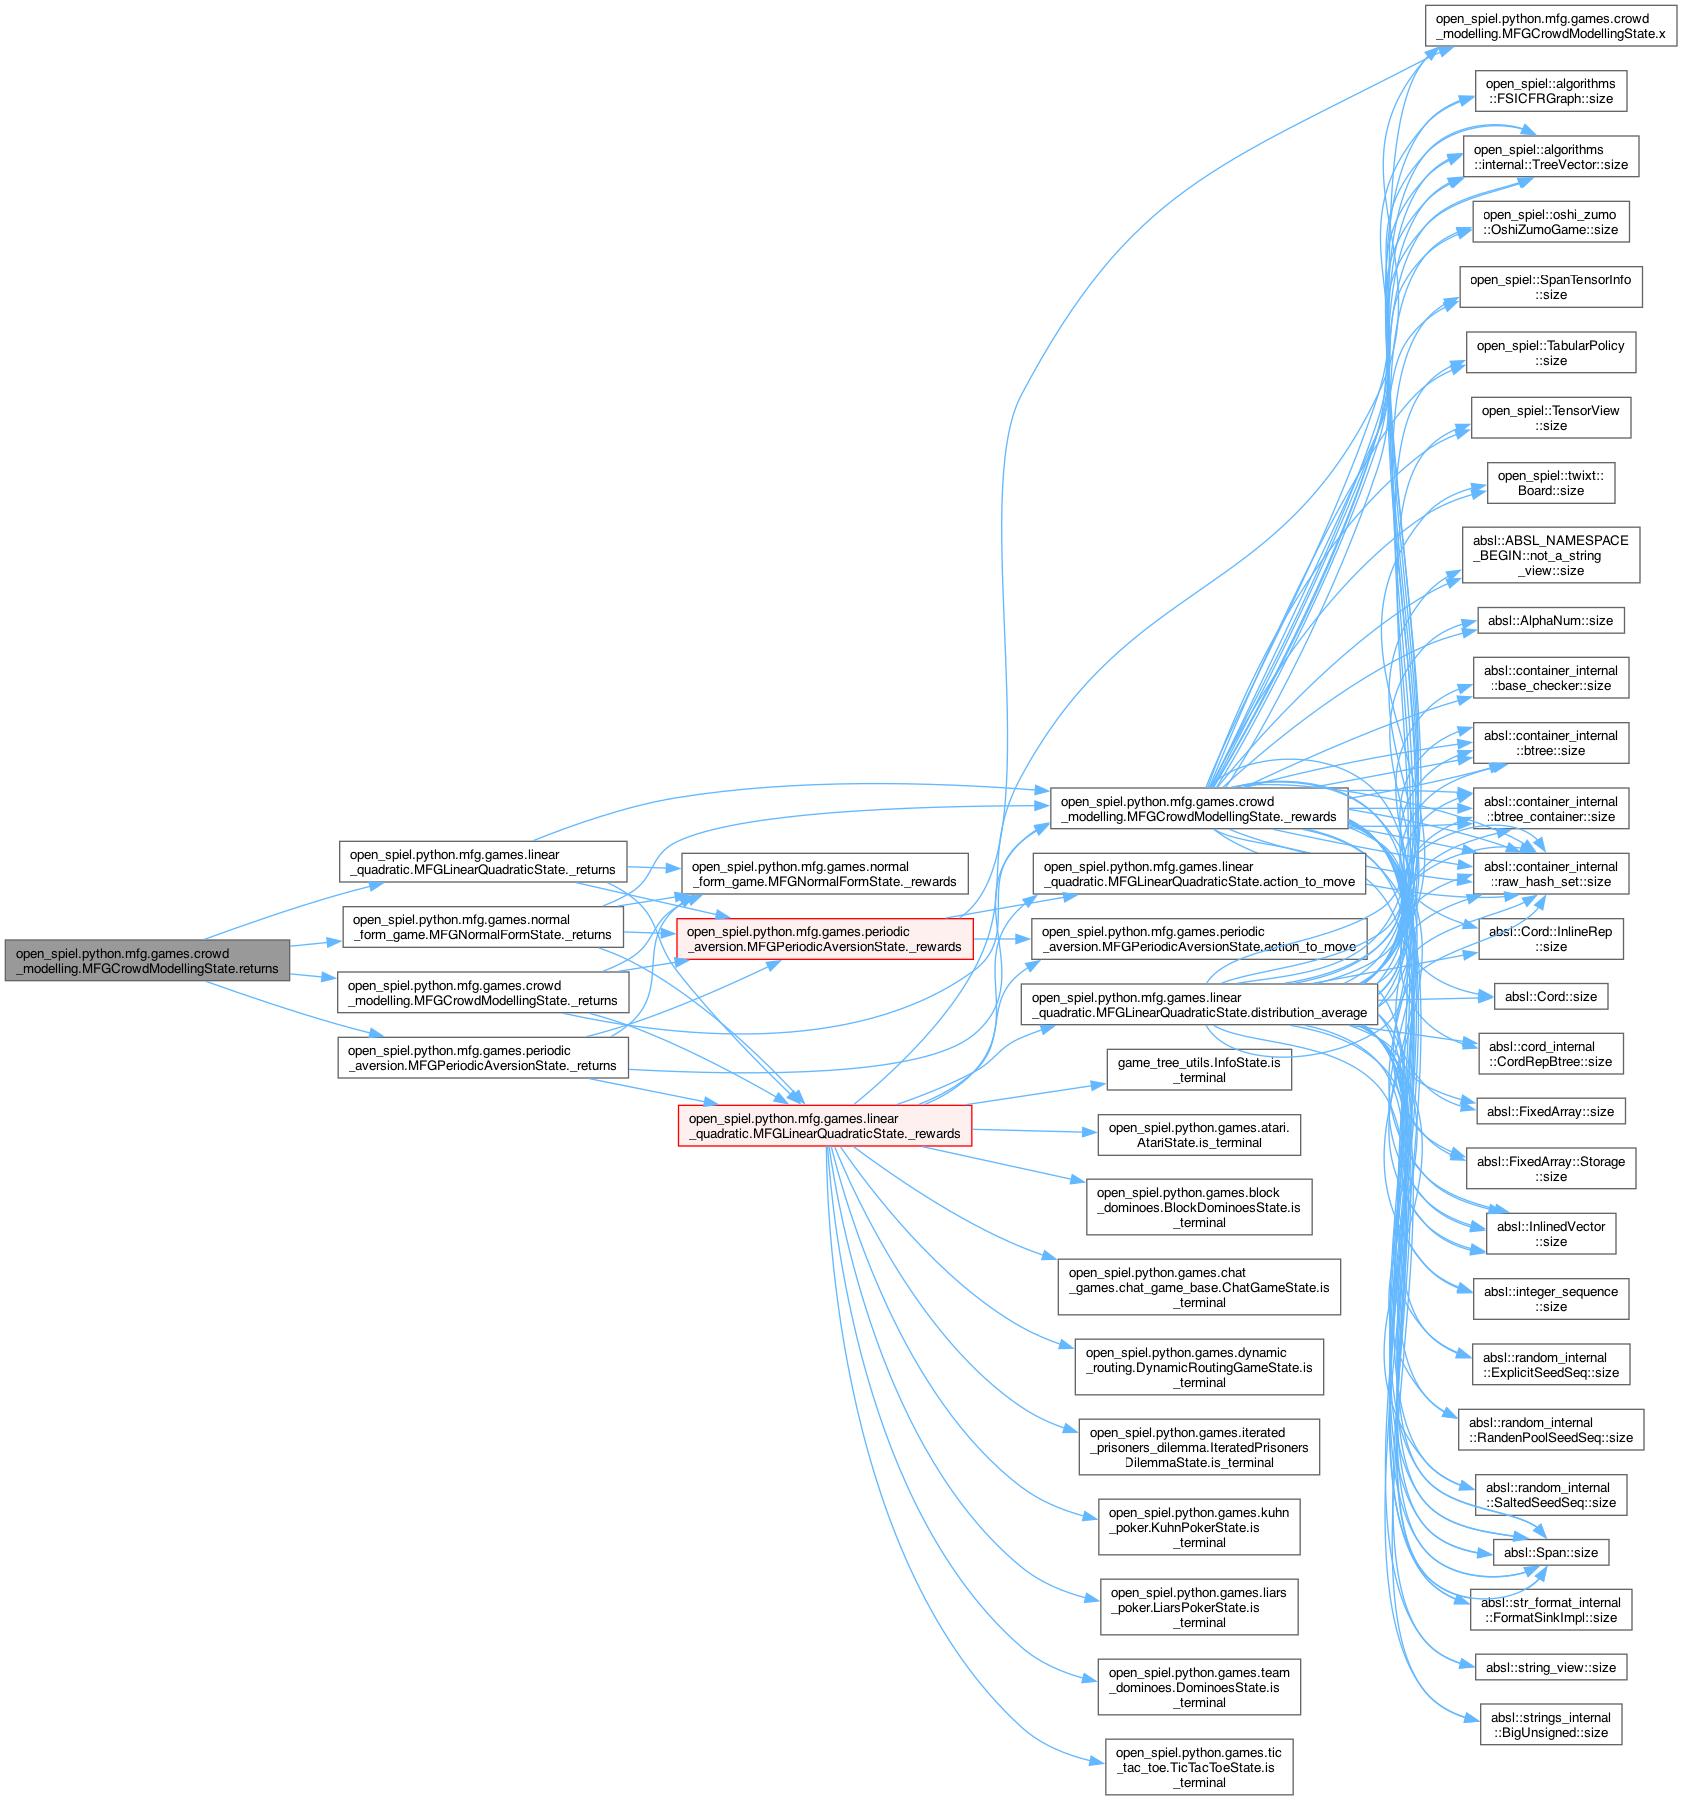 open_spiel.python.mfg.games.crowd
_modelling.MFGCrowdModellingState.returns
open_spiel.python.mfg.games.linear
_quadratic.MFGLinearQuadraticState._returns
open_spiel.python.mfg.games.normal
_form_game.MFGNormalFormState._returns
open_spiel.python.mfg.games.crowd
_modelling.MFGCrowdModellingState._returns
open_spiel.python.mfg.games.periodic
_aversion.MFGPeriodicAversionState._returns
open_spiel.python.mfg.games.normal
_form_game.MFGNormalFormState._rewards
open_spiel.python.mfg.games.periodic
_aversion.MFGPeriodicAversionState._rewards
open_spiel.python.mfg.games.linear
_quadratic.MFGLinearQuadraticState._rewards
open_spiel.python.mfg.games.crowd
_modelling.MFGCrowdModellingState._rewards
open_spiel.python.mfg.games.linear
_quadratic.MFGLinearQuadraticState.action_to_move
open_spiel.python.mfg.games.periodic
_aversion.MFGPeriodicAversionState.action_to_move
open_spiel.python.mfg.games.linear
_quadratic.MFGLinearQuadraticState.distribution_average
game_tree_utils.InfoState.is
_terminal
open_spiel.python.games.atari.
AtariState.is_terminal
open_spiel.python.games.block
_dominoes.BlockDominoesState.is
_terminal
open_spiel.python.games.chat
_games.chat_game_base.ChatGameState.is
_terminal
open_spiel.python.games.dynamic
_routing.DynamicRoutingGameState.is
_terminal
open_spiel.python.games.iterated
_prisoners_dilemma.IteratedPrisoners
DilemmaState.is_terminal
open_spiel.python.games.kuhn
_poker.KuhnPokerState.is
_terminal
open_spiel.python.games.liars
_poker.LiarsPokerState.is
_terminal
open_spiel.python.games.team
_dominoes.DominoesState.is
_terminal
open_spiel.python.games.tic
_tac_toe.TicTacToeState.is
_terminal
open_spiel.python.mfg.games.crowd
_modelling.MFGCrowdModellingState.x
open_spiel::algorithms
::FSICFRGraph::size
open_spiel::algorithms
::internal::TreeVector::size
open_spiel::oshi_zumo
::OshiZumoGame::size
open_spiel::SpanTensorInfo
::size
open_spiel::TabularPolicy
::size
open_spiel::TensorView
::size
open_spiel::twixt::
Board::size
absl::ABSL_NAMESPACE
_BEGIN::not_a_string
_view::size
absl::AlphaNum::size
absl::container_internal
::base_checker::size
absl::container_internal
::btree::size
absl::container_internal
::btree_container::size
absl::container_internal
::raw_hash_set::size
absl::Cord::InlineRep
::size
absl::Cord::size
absl::cord_internal
::CordRepBtree::size
absl::FixedArray::size
absl::FixedArray::Storage
::size
absl::InlinedVector
::size
absl::integer_sequence
::size
absl::random_internal
::ExplicitSeedSeq::size
absl::random_internal
::RandenPoolSeedSeq::size
absl::random_internal
::SaltedSeedSeq::size
absl::Span::size
absl::str_format_internal
::FormatSinkImpl::size
absl::string_view::size
absl::strings_internal
::BigUnsigned::size